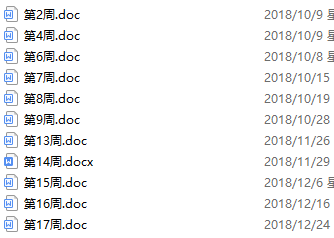 第2周.doc 2018/10/9 星
第4周.doc 2018/10/9 星
第6周.doc 2018/10/8 星
第7周.doc 2018/10/15
第8周.doc 2018/10/19
第9周.doc 2018/10/28
第13周.doc 2018/11/26
第14周.docx 2018/11/29
第15周.doc 2018/12/6 星
第16周.doc 2018/12/16
第17周.doc 2018/12/24